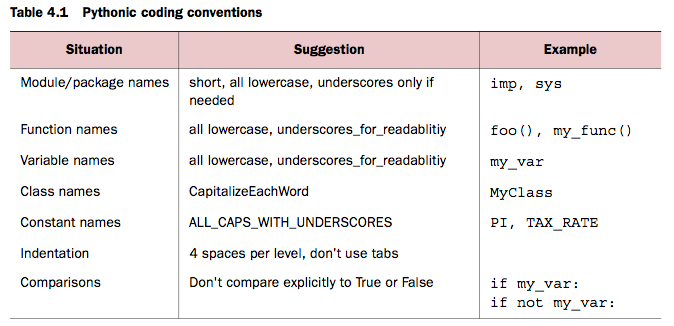 Table 4.1 Pythonic coding conventions
Situation Suggestion Example
Module/package names short, all lowercase, underscores only if needed imp, sys
Function names all lowercase, underscores_for_readablitiy foo(), my_func()
Variable names all lowercase, underscores_for_readablitiy my_var
Class names CapitalizeEachWord MyClass
Constant names ALL_CAPS_WITH_UNDERSCORES PI, TAX_RATE
Indentation 4 spaces per level, don't use tabs
Comparisons Don't compare explicitly to True or False if my_var:
if not my_var: